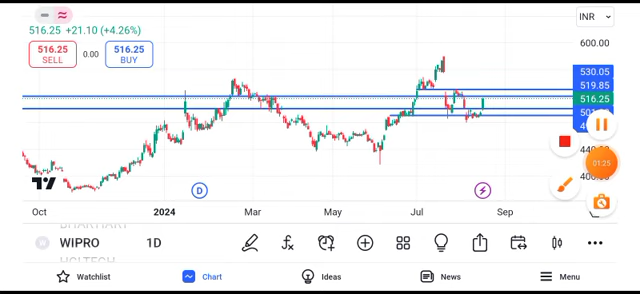 516.25 +21.10 (+4.26%)
INR
516.25
SELL
0.00
516.25
BUY
600.00
530.05
519.85
516.25
01:25
D
Oct 2024 Mar May Jul Sep
WIPRO 1D
Watchlist Chart Ideas News Menu